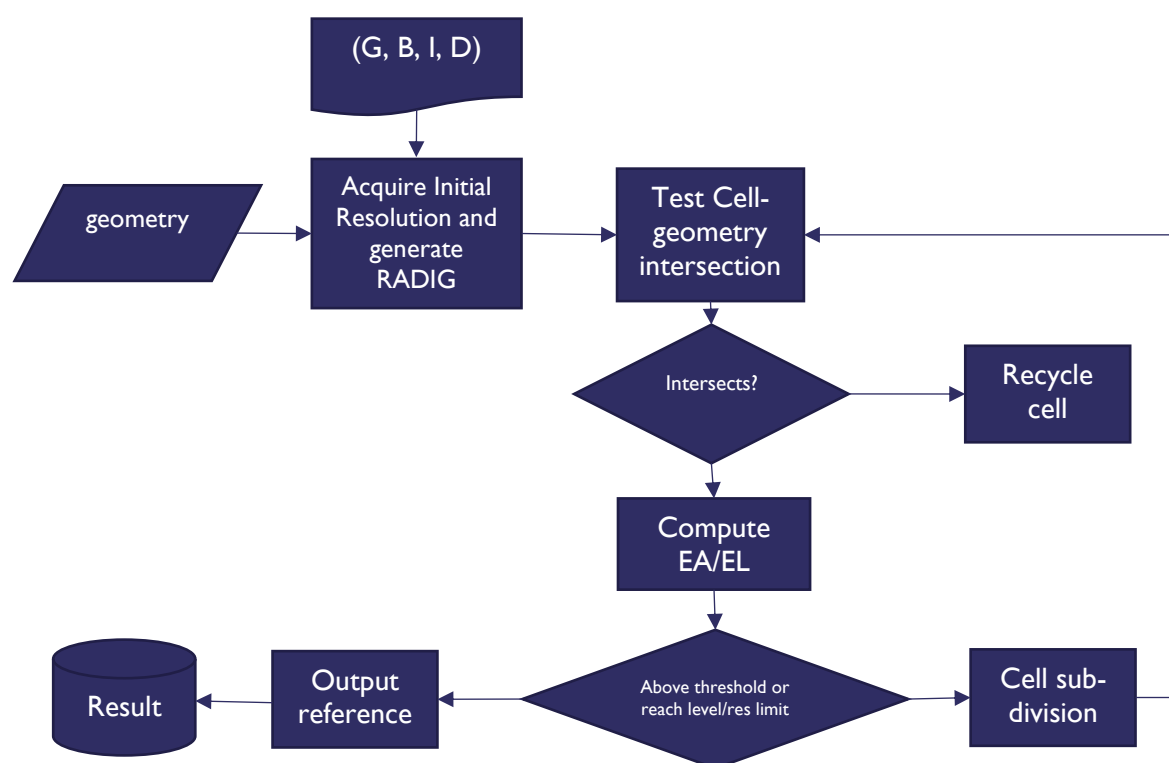 (G, B, I, D)
geometry
Acquire Initial
Resolution and
generate
RADIG
Test Cell-
geometry
intersection
Intersects?
Recycle
cell
Compute
EA/EL
Result
Output
reference
Above threshold or
reach level/res limit
Cell sub-
division